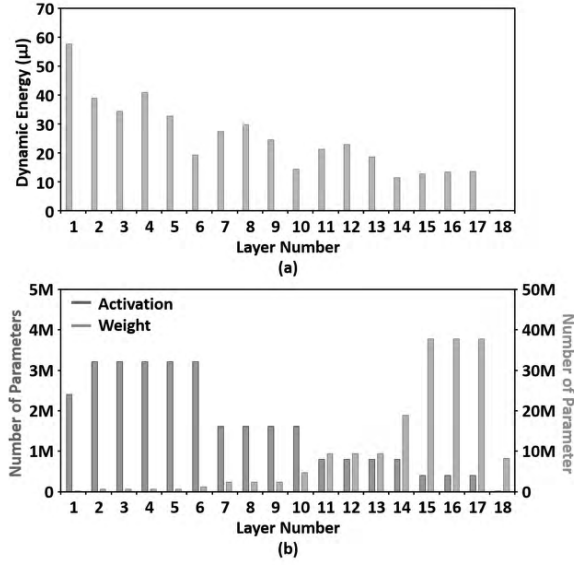 Dynamic Energy (μJ)
70
60
50
40
30
20
10
0
1 2 3 4 5 6 7 8 9 10 11 12 13 14 15 16 17 18
Layer Number
(a)
Number of Parameters
5M
4M
3M
2M
1M
0
Activation
Weight
50M
40M
30M
20M
10M
0
Number of Parameter
1 2 3 4 5 6 7 8 9 10 11 12 13 14 15 16 17 18
Layer Number
(b)